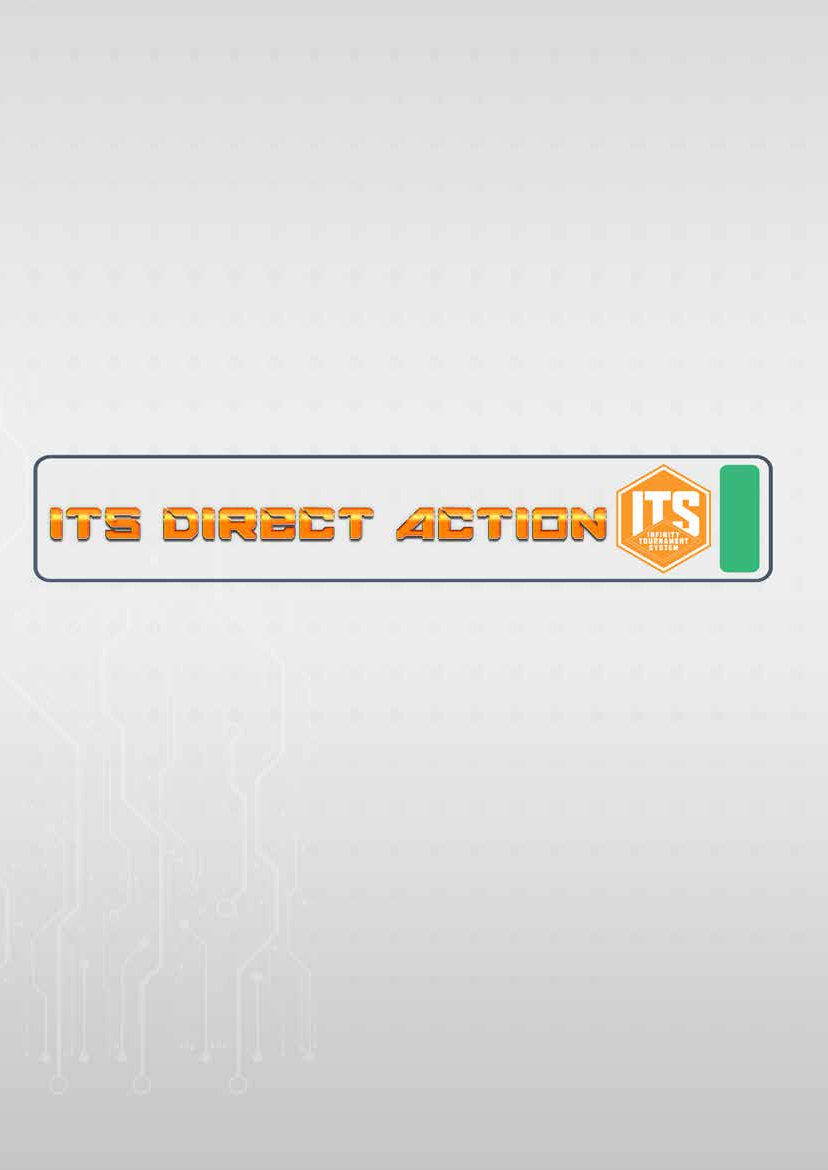 ITS DIRECT ACTION
ITS
INFINITY
TOURNAMENT
SYSTEM